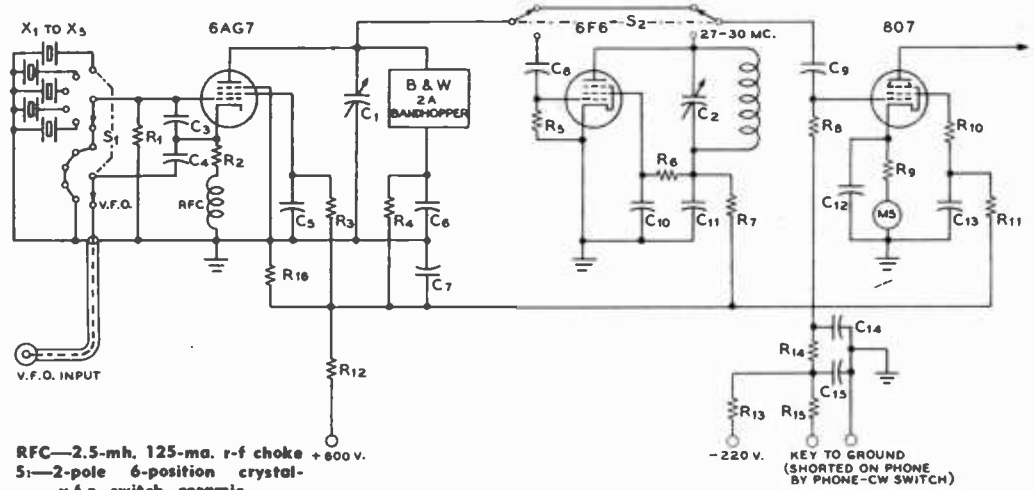 X1 TO X5
6AG7
S1
R1
C3
C4
R2
RFC
V.F.O.
V.F.O. INPUT
C5
R3
R16
R12
+600 V.
C1
B & W
2A
BANDHOPPER
R4
C6
C7
S2
6F6
27-30 MC.
C8
R5
C2
R6
C10
C11
R7
807
C9
R8
R10
R9
C12
M5
C13
R11
C14
R14
C15
R13
R15
-220 V.
KEY TO GROUND
(SHORTED ON PHONE
BY PHONE-CW SWITCH)
RFC—2.5-mh, 125-ma. r-f choke
S1—2-pole 6-position crystal-
switch, ceramic